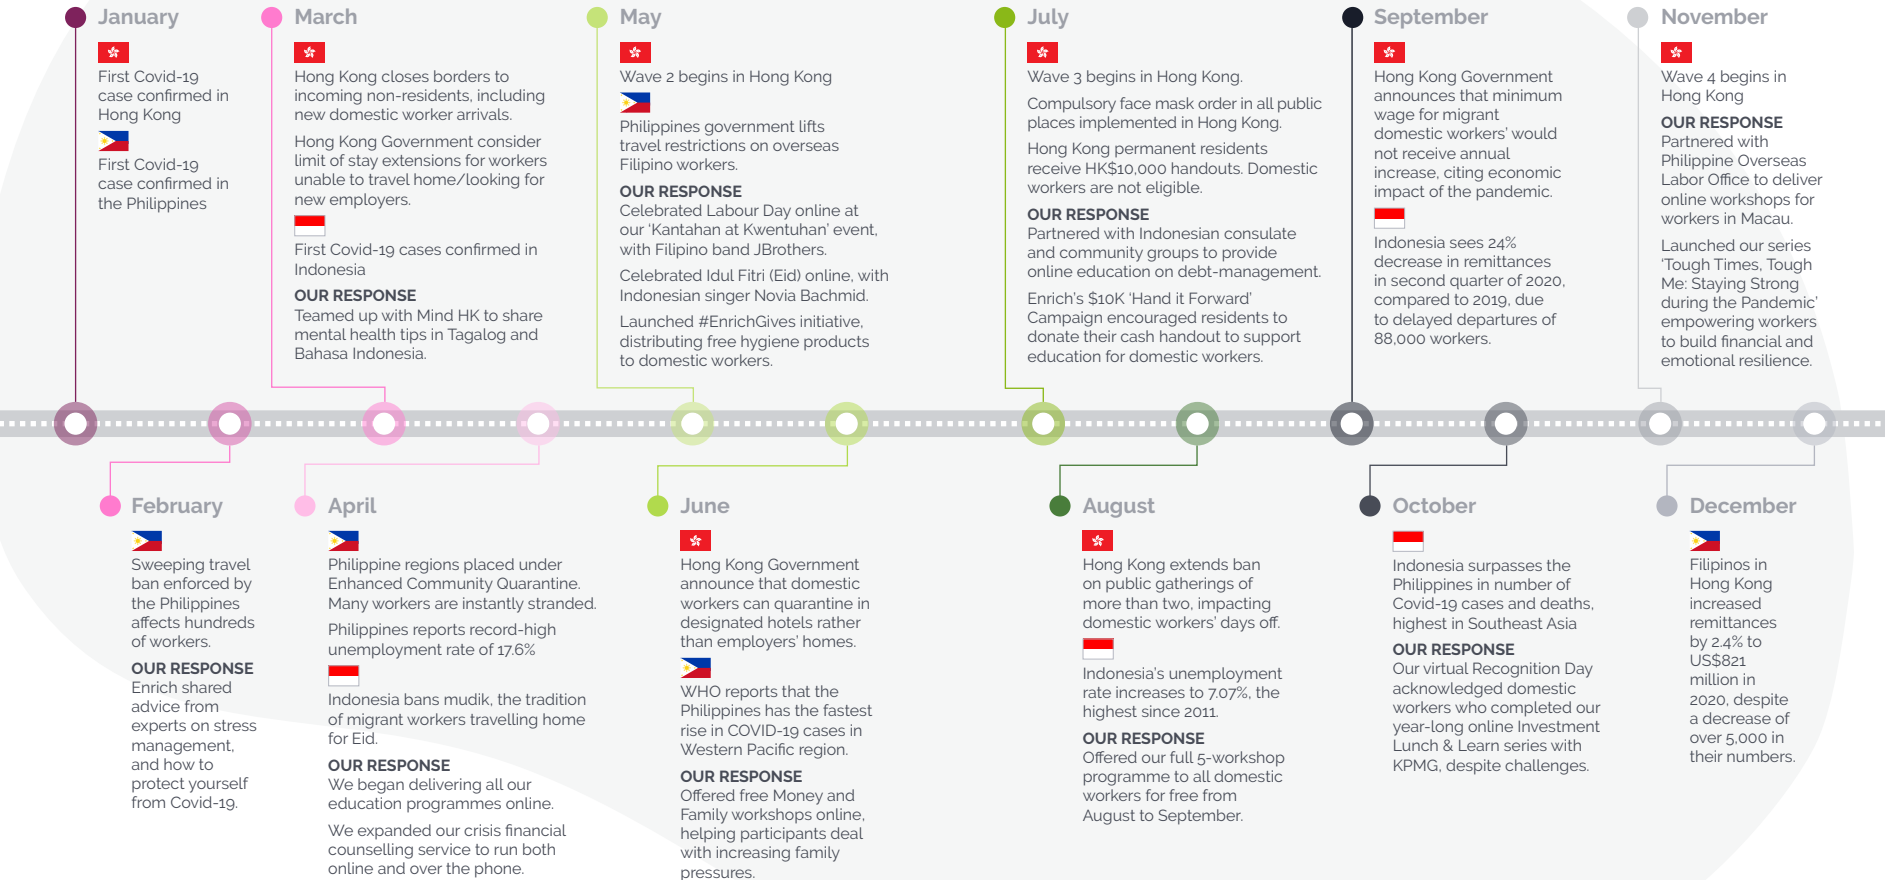 January
First Covid-19
case confirmed in
Hong Kong
First Covid-19
case confirmed in
the Philippines
March
Hong Kong closes borders to
incoming non-residents, including
new domestic worker arrivals.
Hong Kong Government consider
limit of stay extensions for workers
unable to travel home/looking for
new employers.
First Covid-19 cases confirmed in
Indonesia
OUR RESPONSE
Teamed up with Mind HK to share
mental health tips in Tagalog and
Bahasa Indonesia.
May
Wave 2 begins in Hong Kong
Philippines government lifts
travel restrictions on overseas
Filipino workers.
OUR RESPONSE
Celebrated Labour Day online at
our ‘Kantahan at Kwentuhan’ event,
with Filipino band JBrothers.
Celebrated Idul Fitri (Eid) online, with
Indonesian singer Novia Bachmid.
Launched #EnrichGives initiative,
distributing free hygiene products
to domestic workers.
July
Wave 3 begins in Hong Kong.
Compulsory face mask order in all public
places implemented in Hong Kong.
Hong Kong permanent residents
receive HK$10,000 handouts. Domestic
workers are not eligible.
OUR RESPONSE
Partnered with Indonesian consulate
and community groups to provide
online education on debt-management.
Enrich’s $10K ‘Hand it Forward’
Campaign encouraged residents to
donate their cash handout to support
education for domestic workers.
September
Hong Kong Government
announces that minimum
wage for migrant
domestic workers’ would
not receive annual
increase, citing economic
impact of the pandemic.
Indonesia sees 24%
decrease in remittances
in second quarter of 2020,
compared to 2019, due
to delayed departures of
88,000 workers.
November
Wave 4 begins in
Hong Kong
OUR RESPONSE
Partnered with
Philippine Overseas
Labor Office to deliver
online workshops for
workers in Macau.
Launched our series
‘Tough Times, Tough
Me: Staying Strong
during the Pandemic’
empowering workers
to build financial and
emotional resilience.
February
Sweeping travel
ban enforced by
the Philippines
affects hundreds
of workers.
OUR RESPONSE
Enrich shared
advice from
experts on stress
management,
and how to
protect yourself
from Covid-19.
April
Philippine regions placed under
Enhanced Community Quarantine.
Many workers are instantly stranded.
Philippines reports record-high
unemployment rate of 17.6%
Indonesia bans mudik, the tradition
of migrant workers travelling home
for Eid.
OUR RESPONSE
We began delivering all our
education programmes online.
We expanded our crisis financial
counselling service to run both
online and over the phone.
June
Hong Kong Government
announce that domestic
workers can quarantine in
designated hotels rather
than employers’ homes.
WHO reports that the
Philippines has the fastest
rise in COVID-19 cases in
Western Pacific region.
OUR RESPONSE
Offered free Money and
Family workshops online,
helping participants deal
with increasing family
pressures.
August
Hong Kong extends ban
on public gatherings of
more than two, impacting
domestic workers’ days off.
Indonesia’s unemployment
rate increases to 7.07%, the
highest since 2011.
OUR RESPONSE
Offered our full 5-workshop
programme to all domestic
workers for free from
August to September.
October
Indonesia surpasses the
Philippines in number of
Covid-19 cases and deaths,
highest in Southeast Asia
OUR RESPONSE
Our virtual Recognition Day
acknowledged domestic
workers who completed our
year-long online Investment
Lunch & Learn series with
KPMG, despite challenges.
December
Filipinos in
Hong Kong
increased
remittances
by 2.4% to
US$821
million in
2020, despite
a decrease of
over 5,000 in
their numbers.